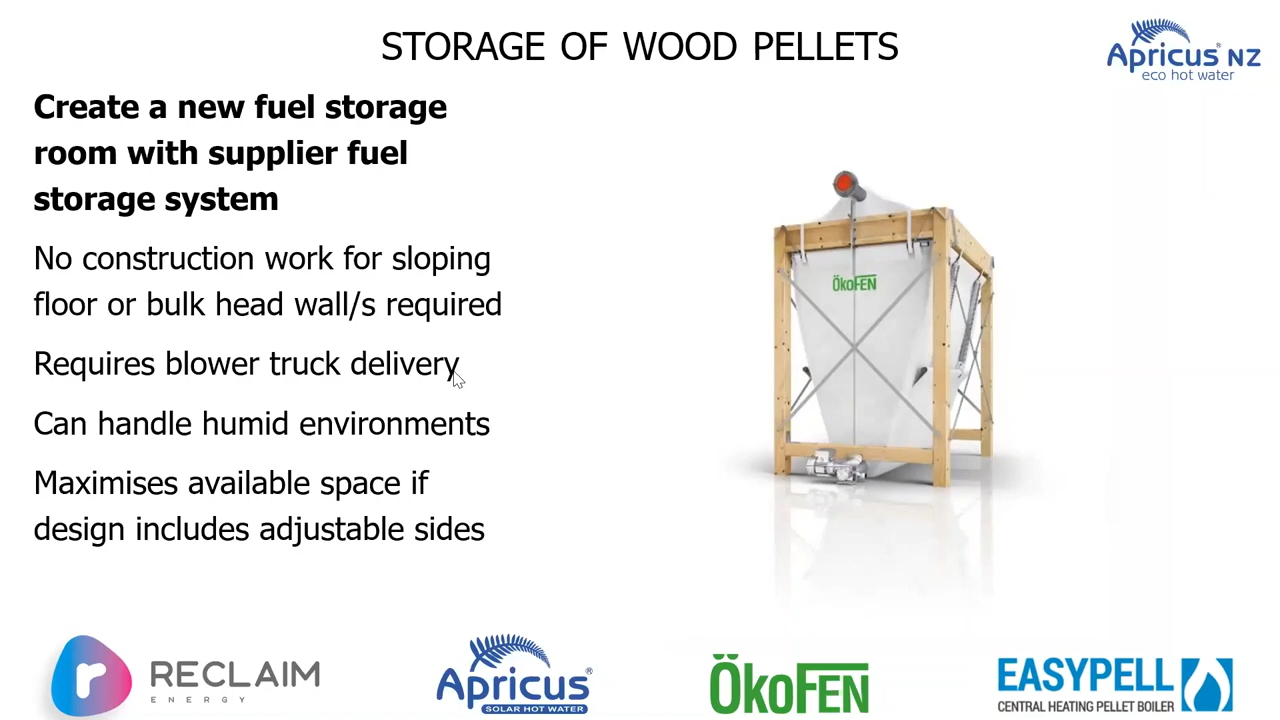 STORAGE OF WOOD PELLETS
Apricus NZ
eco hot water
Create a new fuel storage
room with supplier fuel
storage system
No construction work for sloping
floor or bulk head wall/s required
Requires blower truck delivery
Can handle humid environments
Maximises available space if
design includes adjustable sides
ÖkoFEN
r RECLAIM
ENERGY
Apricus®
SOLAR HOT WATER
ÖkoFEN
EASYPELL
CENTRAL HEATING PELLET BOILER